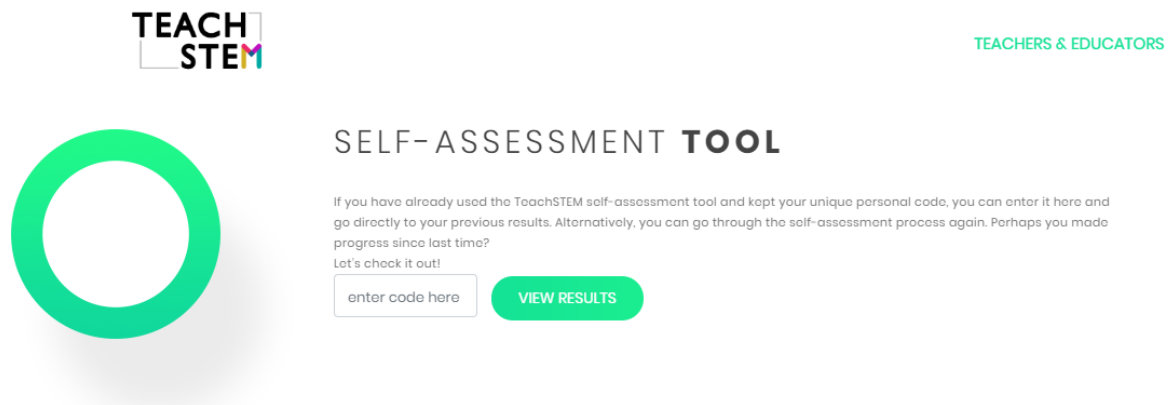 TEACH
STEM
TEACHERS & EDUCATORS
SELF-ASSESSMENT TOOL
If you have already used the TeachSTEM self-assessment tool and kept your unique personal code, you can enter it here and
go directly to your previous results. Alternatively, you can go through the self-assessment process again. Perhaps you made
progress since last time?
Let's check it out!
enter code here
VIEW RESULTS